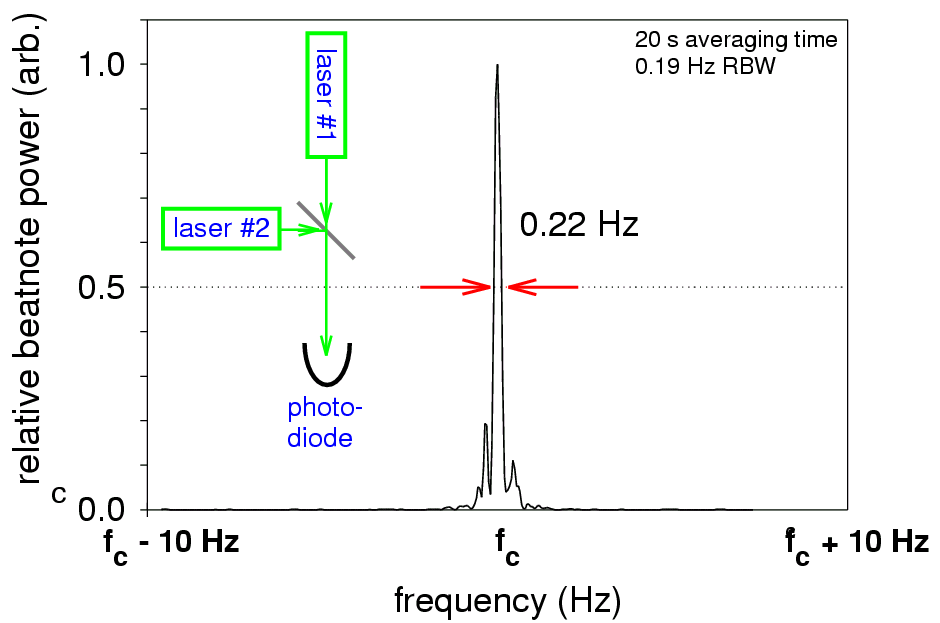 20 s averaging time
0.19 Hz RBW
relative beatnote power (arb.)
1.0
0.5
0.0
c
laser #1
laser #2
0.22 Hz
photo-
diode
f_c - 10 Hz
f_c
f_c + 10 Hz
c
frequency (Hz)